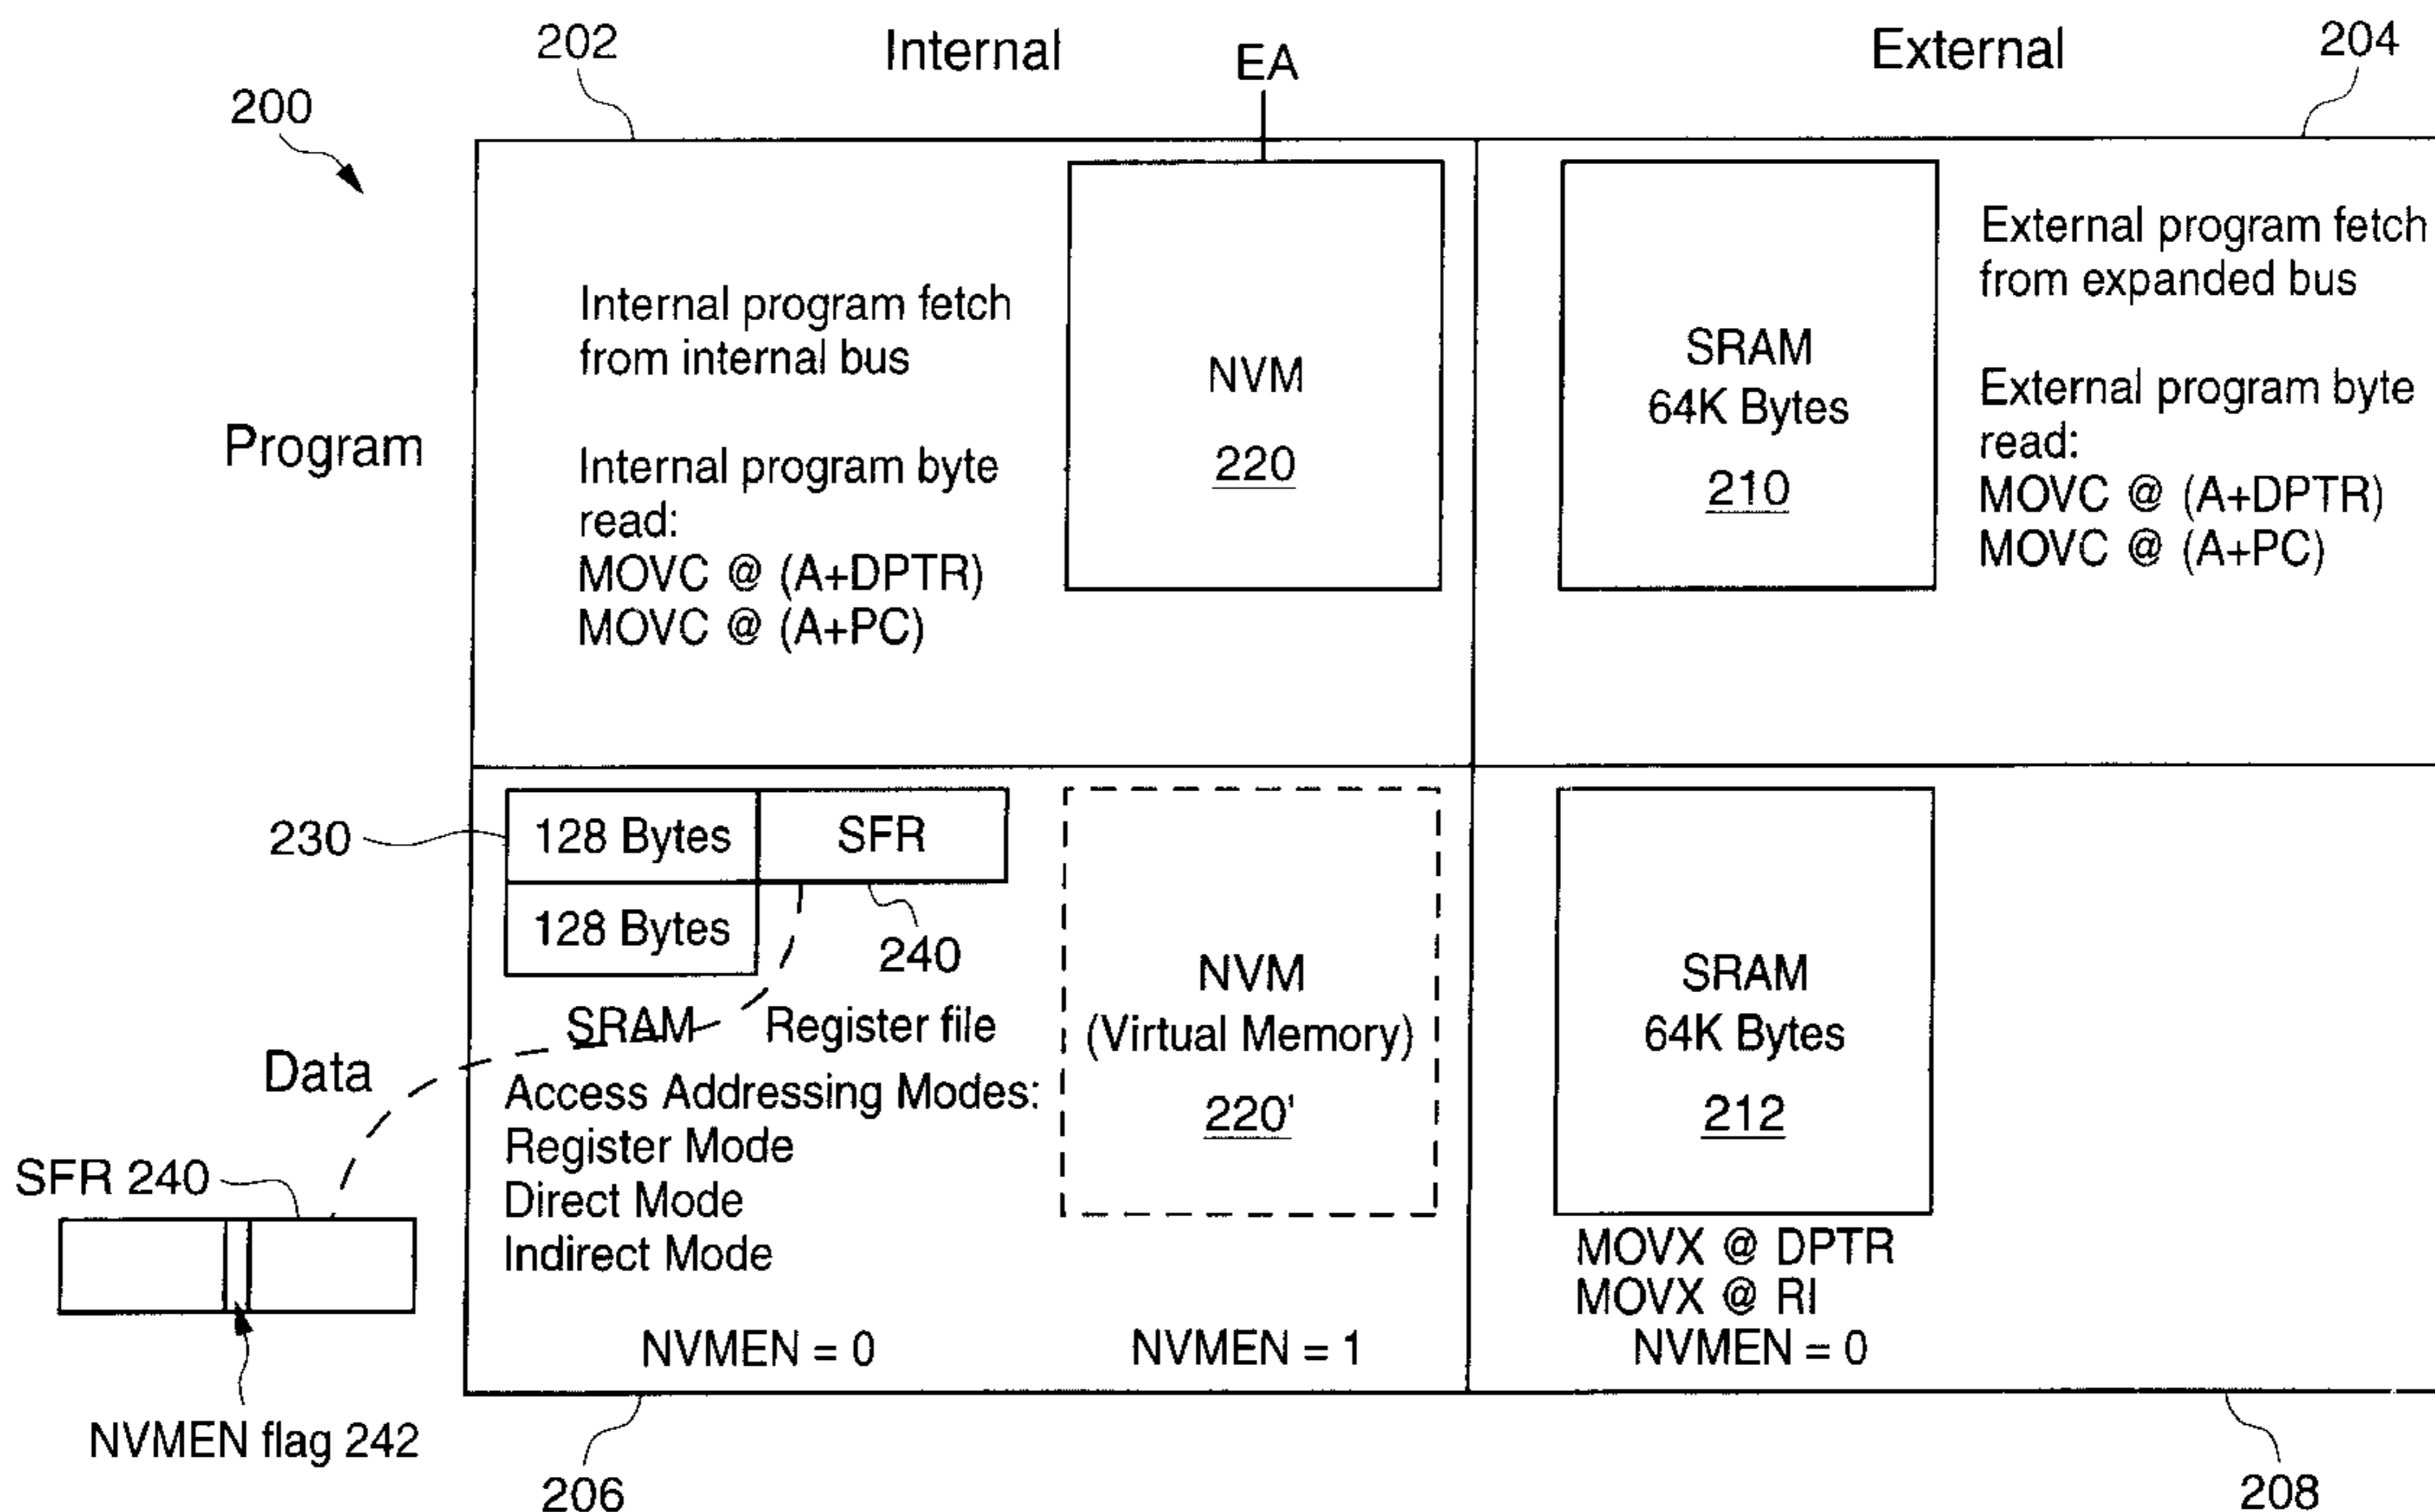 202
Internal
EA
External
204
200
Program
Internal program fetch
from internal bus
Internal program byte
read:
MOVC @ (A+DPTR)
MOVC @ (A+PC)
NVM
220
SRAM
64K Bytes
210
External program fetch
from expanded bus
External program byte
read:
MOVC @ (A+DPTR)
MOVC @ (A+PC)
230
128 Bytes
SFR
128 Bytes
240
SRAM
Register file
Data
Access Addressing Modes:
Register Mode
Direct Mode
Indirect Mode
NVM
(Virtual Memory)
220'
SRAM
64K Bytes
212
MOVX @ DPTR
MOVX @ RI
SFR 240
NVMEN = 0
NVMEN = 1
NVMEN = 0
NVMEN flag 242
206
208